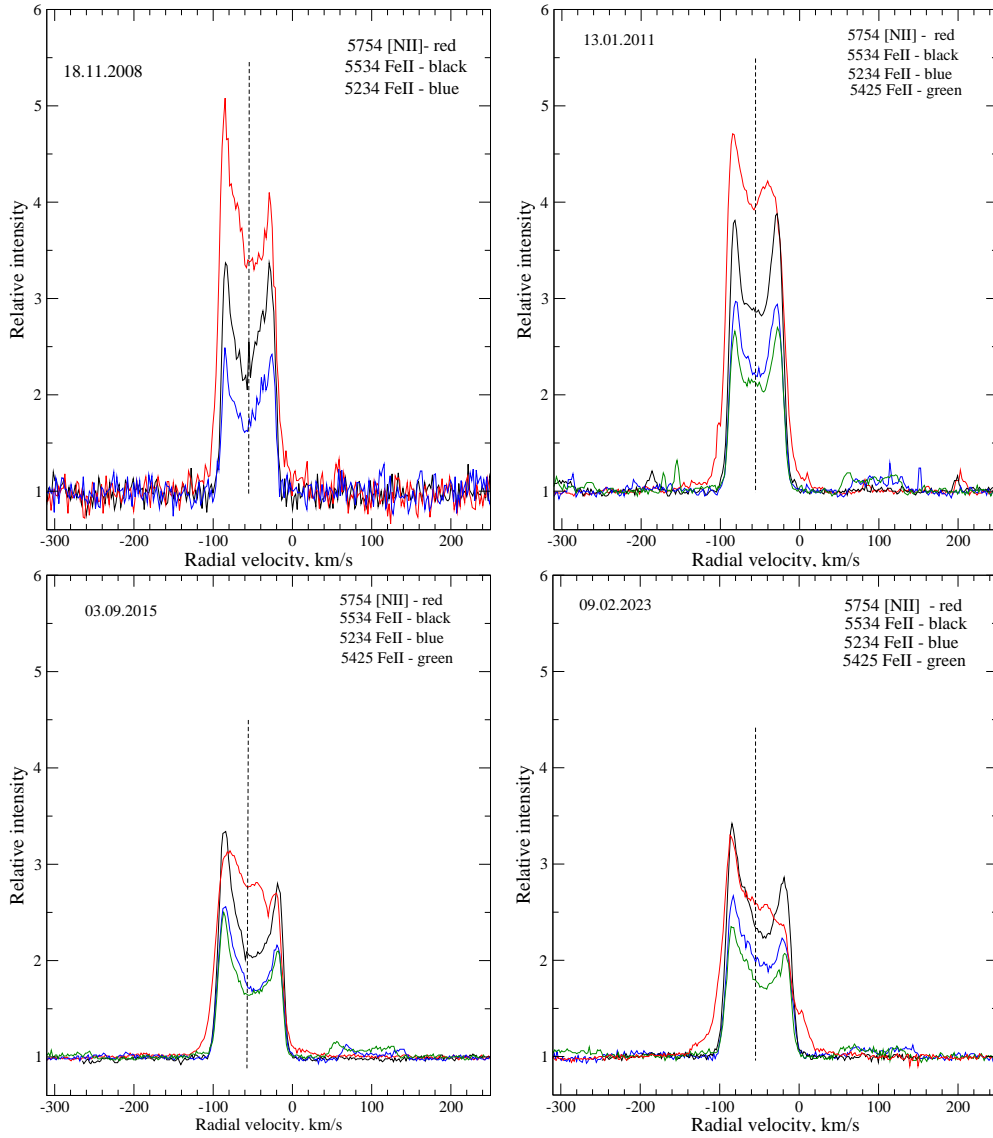 18.11.2008
5754 [NII]- red
5534 FeII - black
5234 FeII - blue
Relative intensity
6
5
4
3
2
1
-300 -200 -100 0 100 200
Radial velocity, km/s
13.01.2011
5754 [NII] - red
5534 FeII - black
5234 FeII - blue
5425 FeII - green
Relative intensity
6
5
4
3
2
1
-300 -200 -100 0 100 200
Radial velocity, km/s
03.09.2015
5754 [NII] - red
5534 FeII - black
5234 FeII - blue
5425 FeII - green
Relative intensity
6
5
4
3
2
1
-300 -200 -100 0 100 200
Radial velocity, km/s
09.02.2023
5754 [NII] - red
5534 FeII - black
5234 FeII - blue
5425 FeII - green
Relative intensity
6
5
4
3
2
1
-300 -200 -100 0 100 200
Radial velocity, km/s